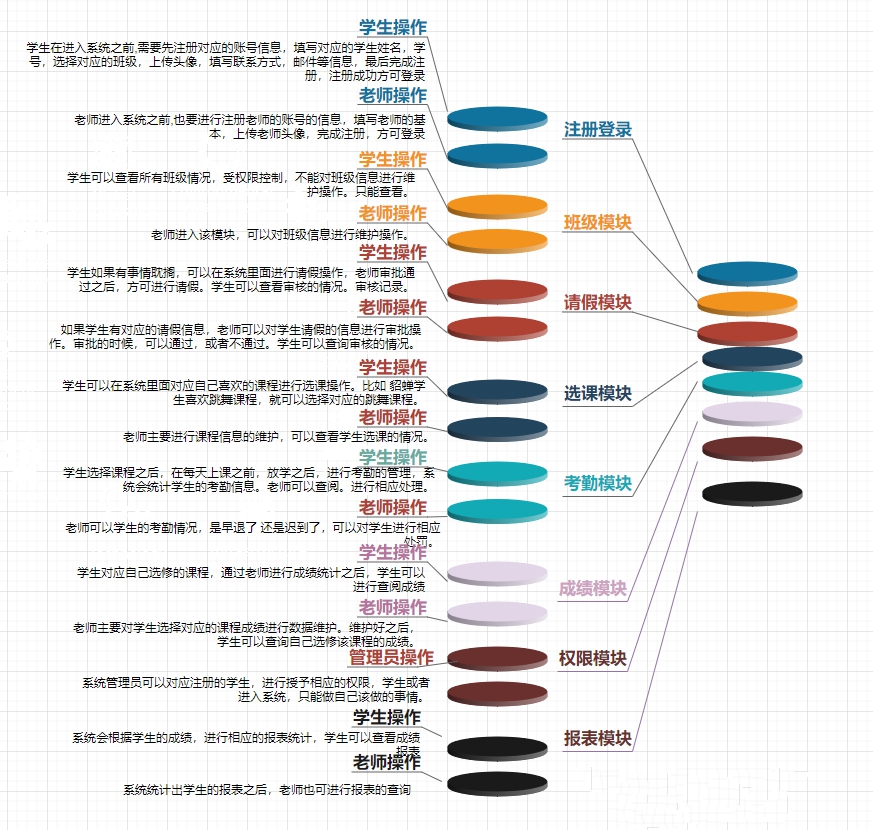 学生操作
学生在进入系统之前,需要先注册对应的账号信息，填写对应的学生姓名，学
号，选择对应的班级，上传头像，填写联系方式，邮件等信息，最后完成注
册，注册成功方可登录
老师操作
老师进入系统之前,也要进行注册老师的账号的信息，填写老师的基
本，上传老师头像，完成注册，方可登录
注册登录
学生操作
学生可以查看所有班级情况，受权限控制，不能对班级信息进行维
护操作。只能查看。
老师操作
老师进入该模块，可以对班级信息进行维护操作。
班级模块
学生操作
学生如果有事情耽搁，可以在系统里面进行请假操作，老师审批通
过之后，方可进行请假。学生可以查看审核的情况。审核记录。
老师操作
如果学生有对应的请假信息，老师可以对学生请假的信息进行审批操
作。审批的时候，可以通过，或者不通过。学生可以查询审核的情况。
请假模块
学生操作
学生可以在系统里面对应自己喜欢的课程进行选课操作。比如 貂蝉学
生喜欢跳舞课程，就可以选择对应的跳舞课程。
老师操作
老师主要进行课程信息的维护，可以查看学生选课的情况。
选课模块
学生操作
学生选择课程之后，在每天上课之前，放学之后，进行考勤的管理，系
统会统计学生的考勤信息。老师可以查阅。进行相应处理。
老师操作
老师可以学生的考勤情况，是早退了 还是迟到了，可以对学生进行相应
处罚。
考勤模块
学生操作
学生对应自己选修的课程，通过老师进行成绩统计之后，学生可以
进行查阅成绩
老师操作
老师主要对学生选择对应的课程成绩进行数据维护。维护好之后，
学生可以查询自己选修该课程的成绩。
成绩模块
管理员操作
系统管理员可以对应注册的学生，进行授予相应的权限，学生或者
进入系统，只能做自己该做的事情。
权限模块
学生操作
系统会根据学生的成绩，进行相应的报表统计，学生可以查看成绩
报表
老师操作
系统统计出学生的报表之后，老师也可进行报表的查询
报表模块